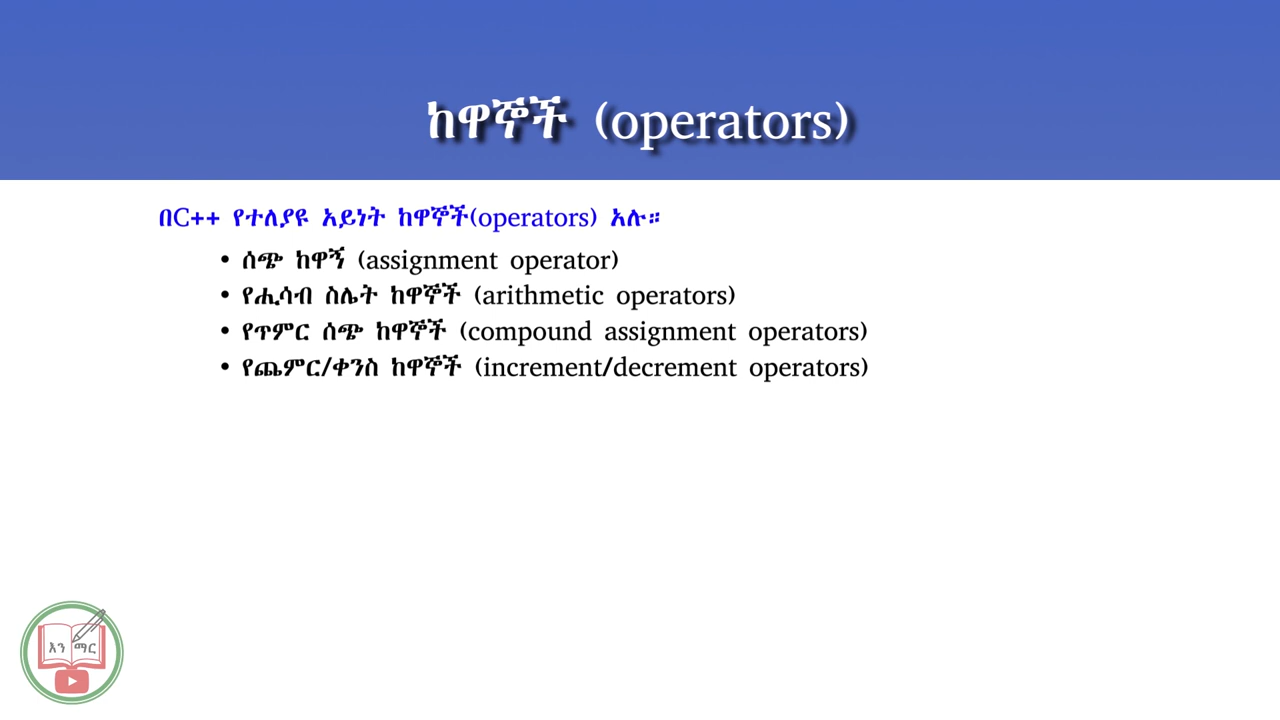 ከዋኞች (operators)
በC++ የተለያዩ አይነት ከዋኞች(operators) አሉ።
• ሰጭ ከዋኝ (assignment operator)
• የሒሳብ ስሌት ከዋኞች (arithmetic operators)
• የጥምር ሰጭ ከዋኞች (compound assignment operators)
• የጨምር/ቀንስ ከዋኞች (increment/decrement operators)
እን ማር